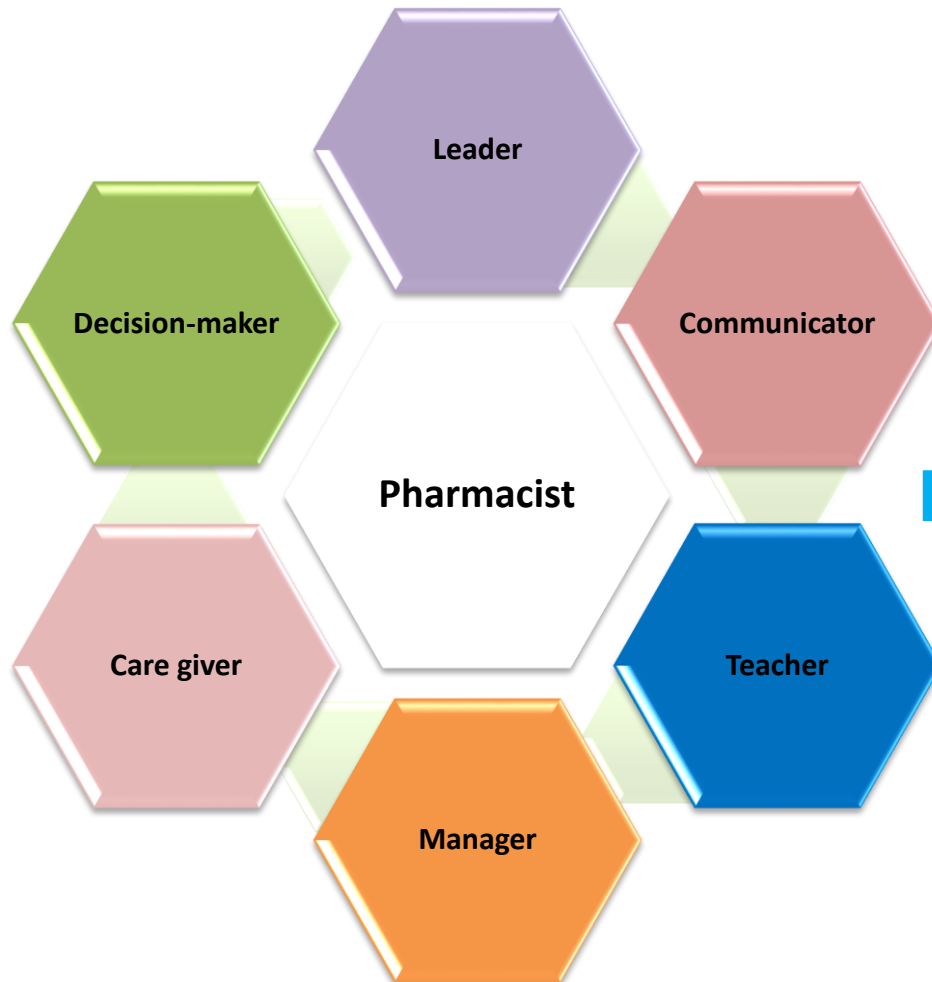 Leader
Decision-maker
Communicator
Pharmacist
Care giver
Teacher
Manager